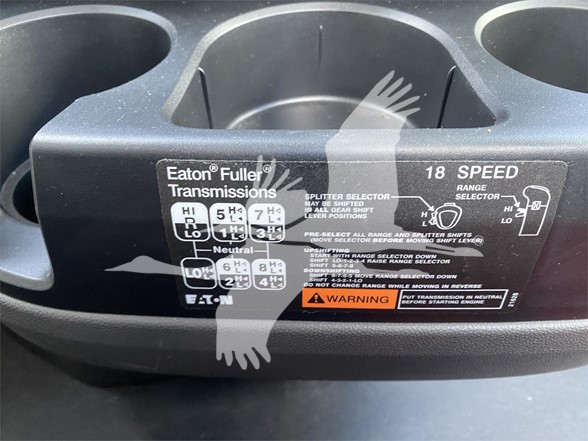 Eaton® Fuller®
Transmissions
18 SPEED
HI
R
LO
5 H L
1 H L
7 H L
3 H L
Neutral
LO H L
6 H L
2 H L
8 H L
4 H L
EATON
SPLITTER SELECTOR
MAY BE SHIFTED
IN ALL GEAR SHIFT
LEVER POSITIONS
H
L
RANGE
SELECTOR
HI
LO
PRE-SELECT ALL RANGE AND SPLITTER SHIFTS
(MOVE SELECTOR BEFORE MOVING SHIFT LEVER)
UPSHIFTING
START WITH RANGE SELECTOR DOWN
SHIFT LO-1-2-3-4 RAISE RANGE SELECTOR
SHIFT 5-6-7-8
DOWNSHIFTING
SHIFT 8-7-6-5 MOVE RANGE SELECTOR DOWN
SHIFT 4-3-2-1-LO
DO NOT CHANGE RANGE WHILE MOVING IN REVERSE
WARNING
PUT TRANSMISSION IN NEUTRAL
BEFORE STARTING ENGINE